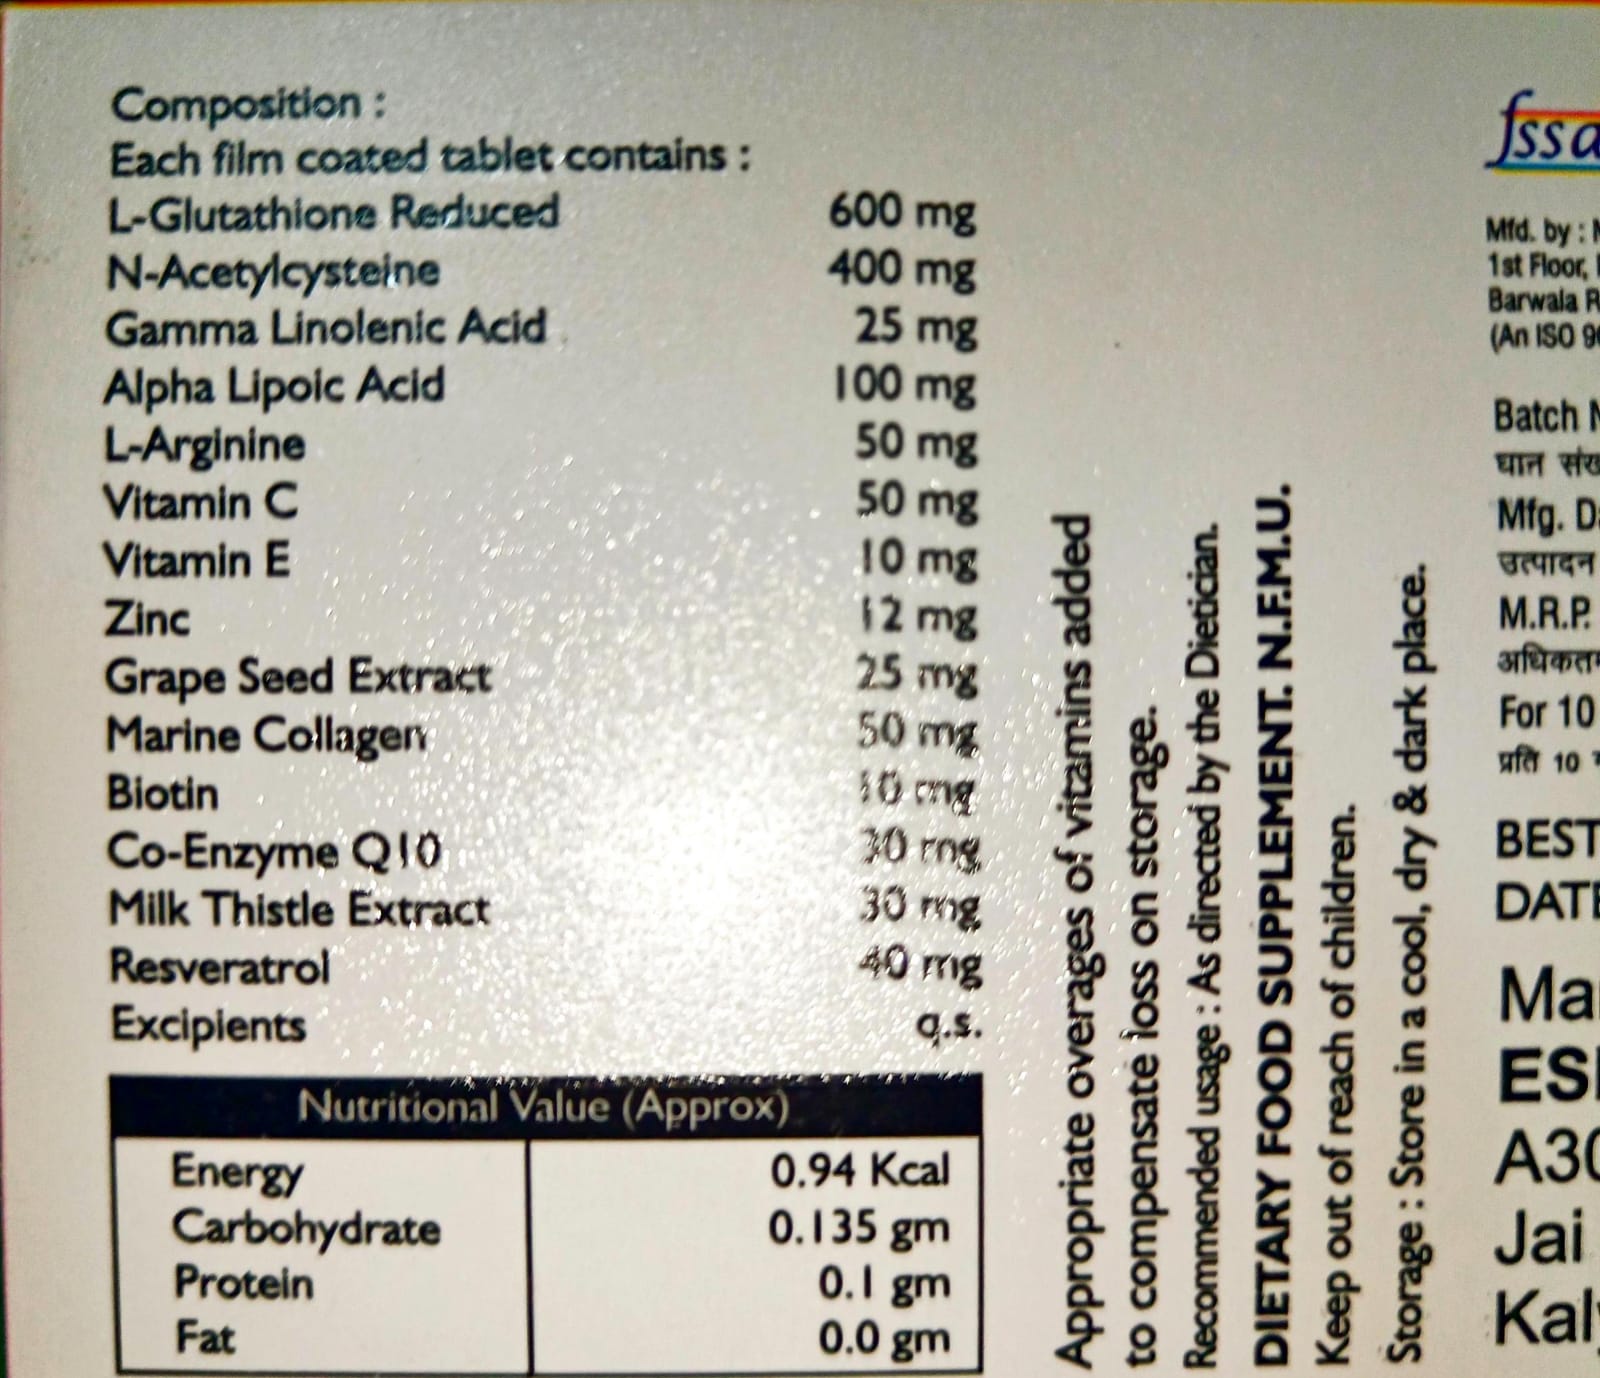 Composition :
Each film coated tablet contains :
L-Glutathione Reduced 600 mg
N-Acetylcysteine 400 mg
Gamma Linolenic Acid 25 mg
Alpha Lipoic Acid 100 mg
L-Arginine 50 mg
Vitamin C 50 mg
Vitamin E 10 mg
Zinc 12 mg
Grape Seed Extract 25 mg
Marine Collagen 50 mg
Biotin 10 mg
Co-Enzyme Q10 30 mg
Milk Thistle Extract 30 mg
Resveratrol 40 mg
Excipients q.s.
Nutritional Value (Approx)
Energy 0.94 Kcal
Carbohydrate 0.135 gm
Protein 0.1 gm
Fat 0.0 gm
Appropriate overages of vitamins added
to compensate loss on storage.
Recommended usage : As directed by the Dietician.
DIETARY FOOD SUPPLEMENT. N.F.M.U.
Keep out of reach of children.
Storage : Store in a cool, dry & dark place.
Mfd. by :
1st Floor,
Barwala
(An ISO
Batch
घान
Mfg.
उत्पादन
M.R.P.
For 10
प्रति 10
BEST
Jai